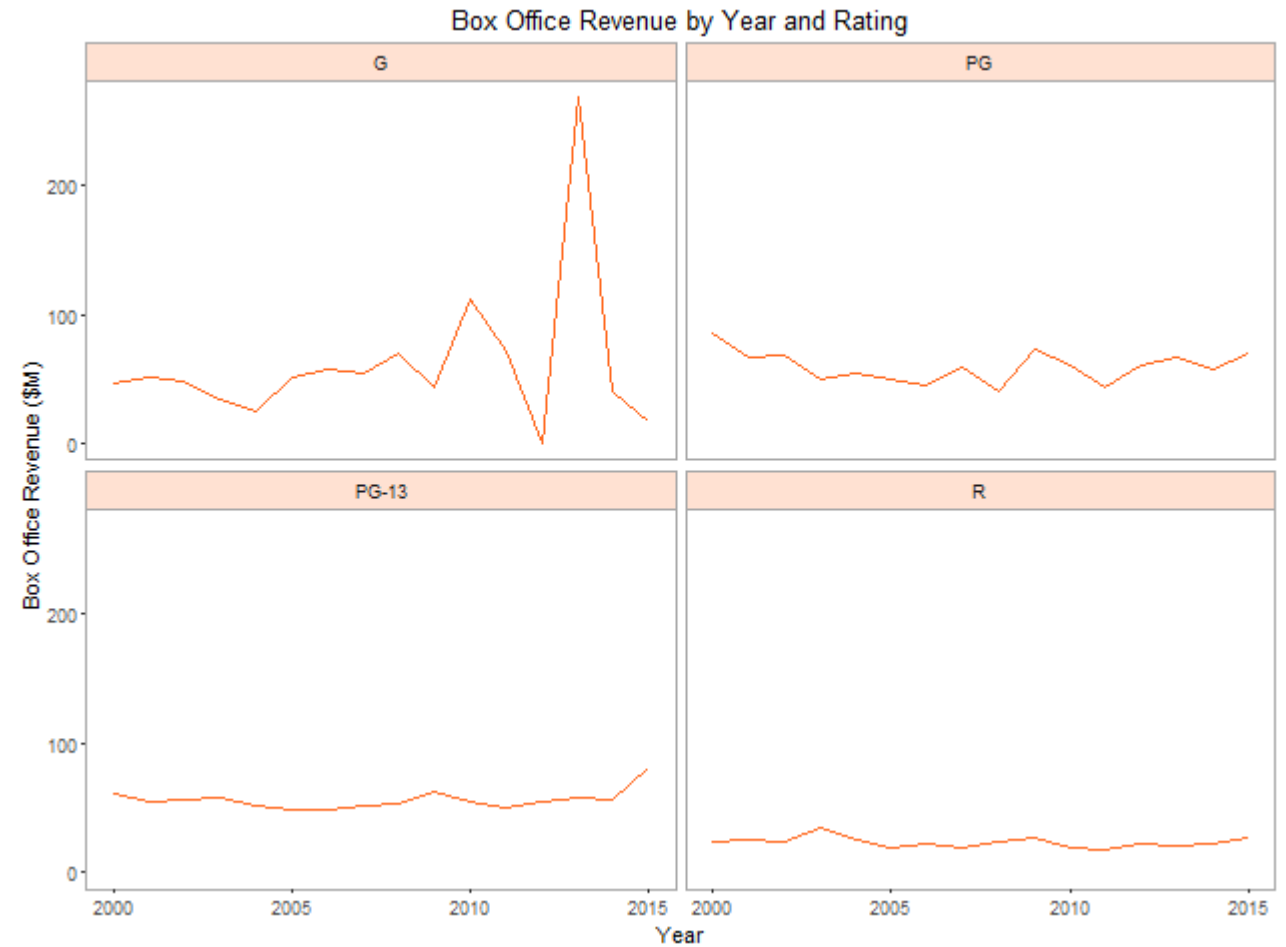 Box Office Revenue by Year and Rating
G
PG
200
100
0
PG-13
R
200
100
0
Box Office Revenue ($M)
2000 2005 2010 2015 2000 2005 2010 2015
Year